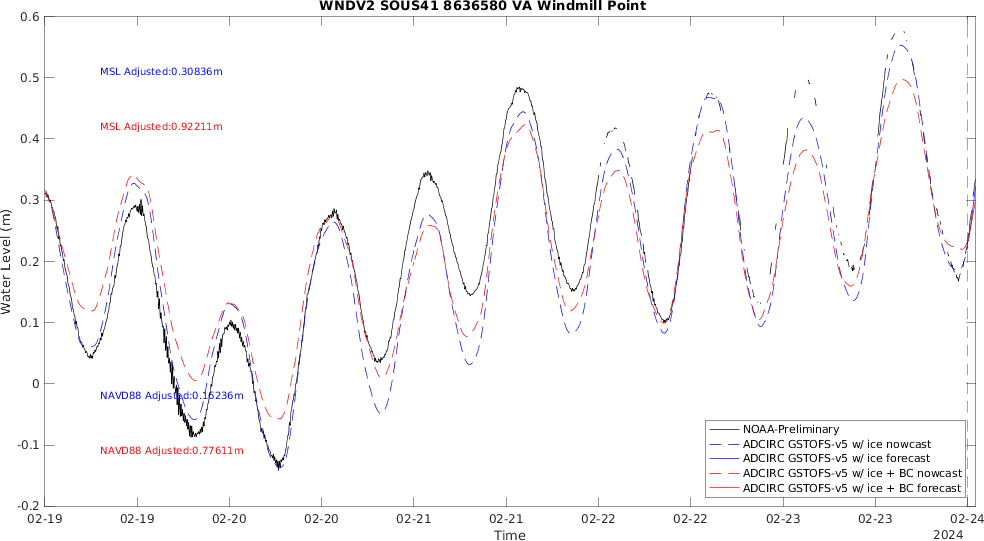 WNDV2 SOUS41 8636580 VA Windmill Point
0.6
0.5
0.4
0.3
0.2
0.1
0
-0.1
-0.2
Water Level (m)
MSL Adjusted:0.30836m
MSL Adjusted:0.92211m
NAVD88 Adjusted:0.16236m
NAVD88 Adjusted:0.77611m
NOAA-Preliminary
ADCIRC GSTOFS-v5 w/ ice nowcast
ADCIRC GSTOFS-v5 w/ ice forecast
ADCIRC GSTOFS-v5 w/ ice + BC nowcast
ADCIRC GSTOFS-v5 w/ ice + BC forecast
02-19 02-19 02-20 02-20 02-21 02-21 02-22 02-22 02-23 02-23 02-24
Time
2024